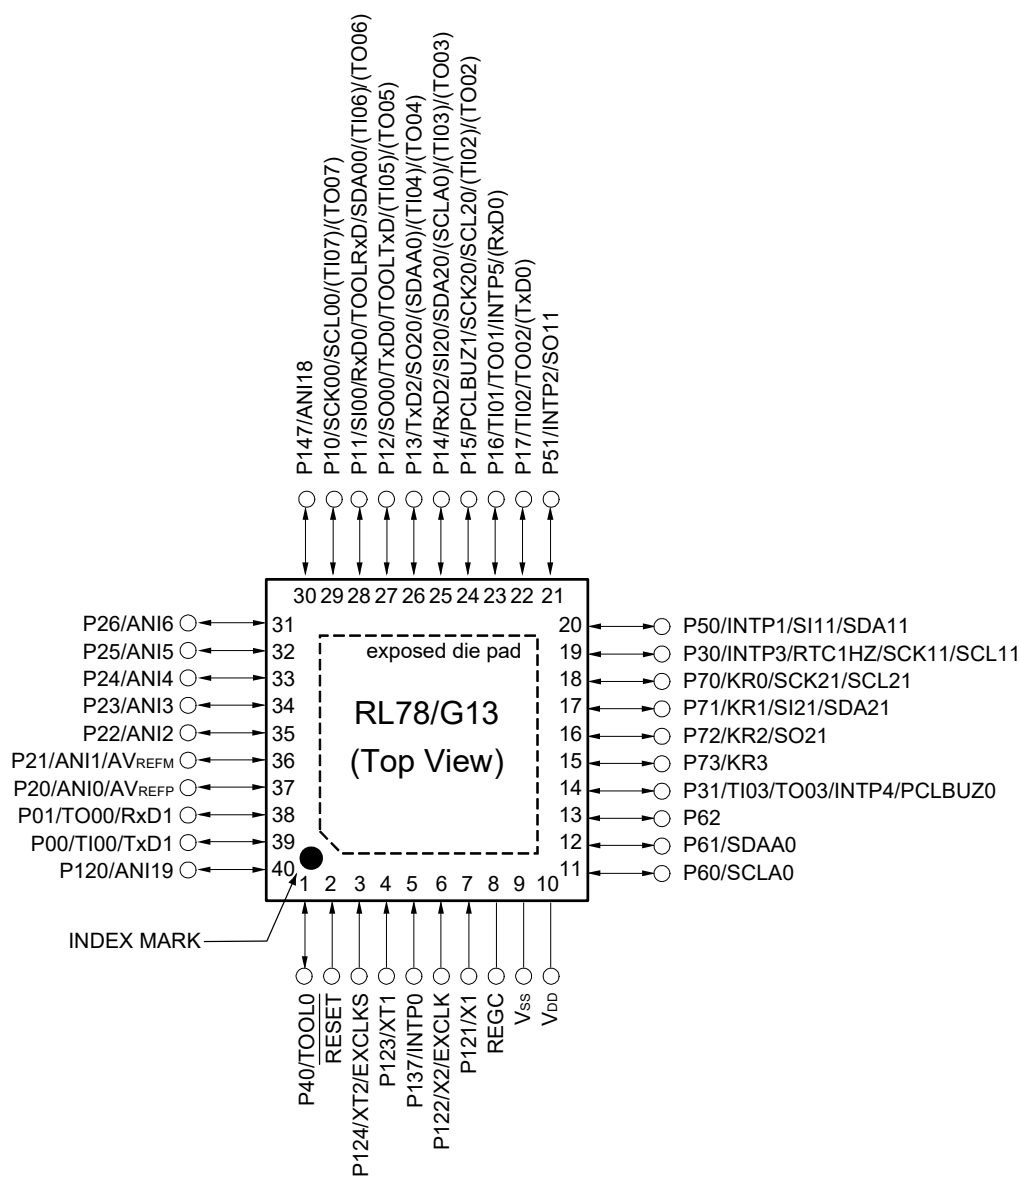 P147/ANI18
P10/SCK00/SCL00/(TI07)/(TO07)
P11/SI00/RxD0/TOOLRxD/SDA00/(TI06)/(TO06)
P12/SO00/TxD0/TOOLTxD/(TI05)/(TO05)
P13/TxD2/SO20/(SDAA0)/(TI04)/(TO04)
P14/RxD2/SI20/SDA20/(SCLA0)/(TI03)/(TO03)
P15/PCLBUZ1/SCK20/SCL20/(TI02)/(TO02)
P16/TI01/TO01/INTP5/(RxD0)
P17/TI02/TO02/(TxD0)
P51/INTP2/SO11
30 29 28 27 26 25 24 23 22 21
P26/ANI6 31
P25/ANI5 32
P24/ANI4 33
P23/ANI3 34
P22/ANI2 35
P21/ANI1/AVREFM 36
P20/ANI0/AVREFP 37
P01/TO00/RxD1 38
P00/TI00/TxD1 39
P120/ANI19 40
exposed die pad
RL78/G13
(Top View)
20 P50/INTP1/SI11/SDA11
19 P30/INTP3/RTC1HZ/SCK11/SCL11
18 P70/KR0/SCK21/SCL21
17 P71/KR1/SI21/SDA21
16 P72/KR2/SO21
15 P73/KR3
14 P31/TI03/TO03/INTP4/PCLBUZ0
13 P62
12 P61/SDAA0
11 P60/SCLA0
1 2 3 4 5 6 7 8 9 10
INDEX MARK
P40/TOOL0
RESET
P124/XT2/EXCLKS
P123/XT1
P137/INTP0
P122/X2/EXCLK
P121/X1
REGC
VSS
VDD